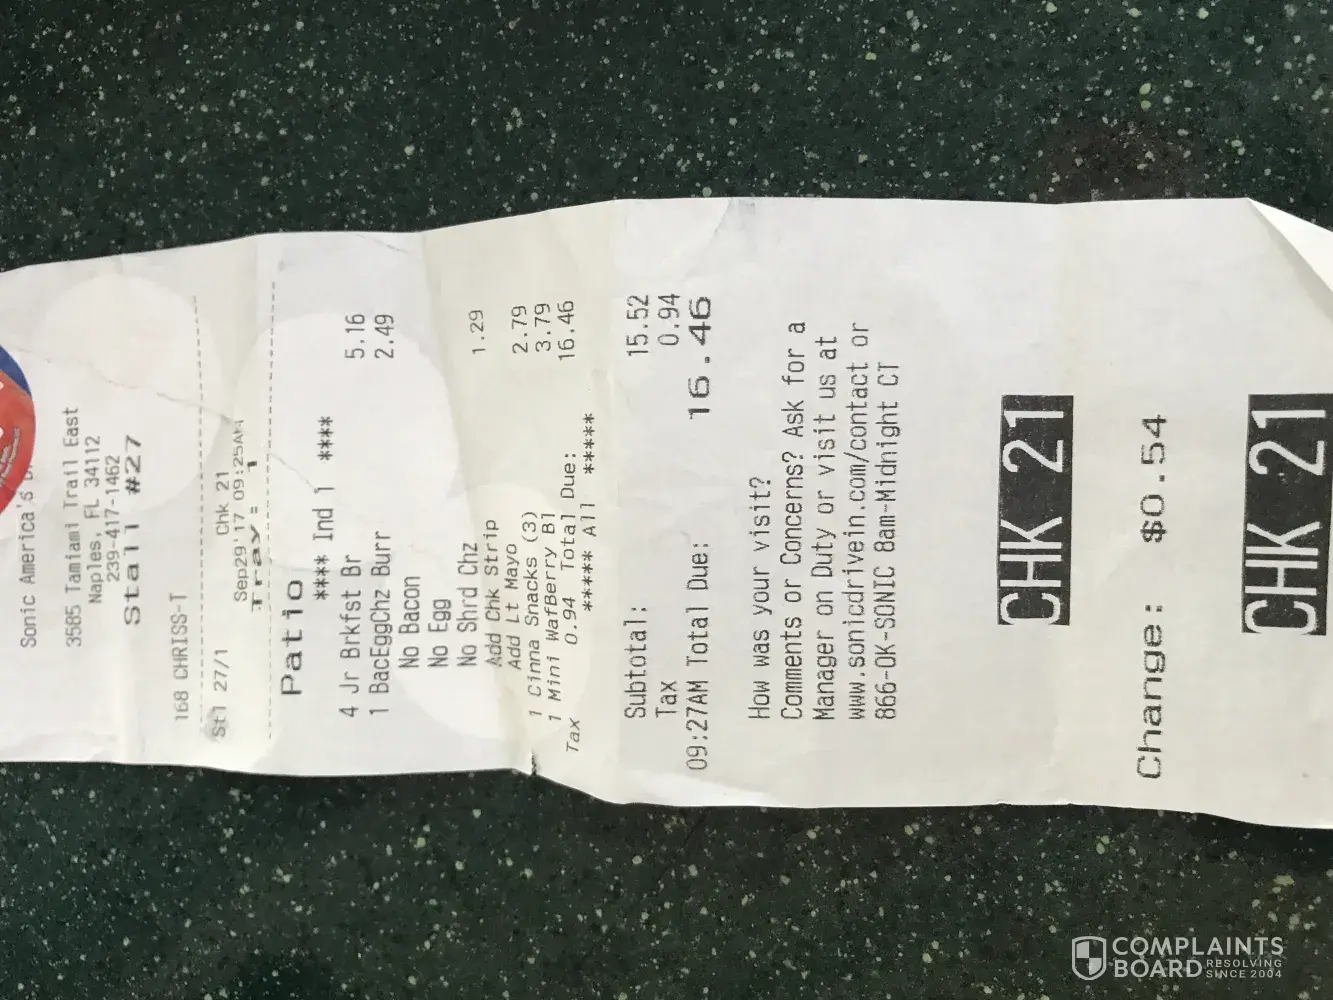 Sonic America's
3585 Tamiami Trail East
Naples, FL 34112
239-417-1462
Stall #27
168 CHRISS-T
Stl 27/1 Chk 21
Sep29'17 09:25AM
Tray: 1
Patio
**** Ind 1 ****
4 Jr Brkfst Br 5.16
1 BacEggChz Burr 2.49
No Bacon
No Egg
No Shrd Chz
Add Chk Strip 1.29
Add Lt Mayo
1 Cinna Snacks (3) 2.79
1 Mini WafBerry Bl 3.79
Tax 0.94 Total Due: 16.46
***** All *****
Subtotal: 15.52
Tax 0.94
09:27AM Total Due: 16.46
How was your visit?
Comments or Concerns? Ask for a
Manager on Duty or visit us at
www.sonicdrivein.com/contact or
866-OK-SONIC 8am-Midnight CT
CHK 21
Change: $0.54
CHK 21
COMPLAINTS
BOARD RESOLVING
SINCE 2004